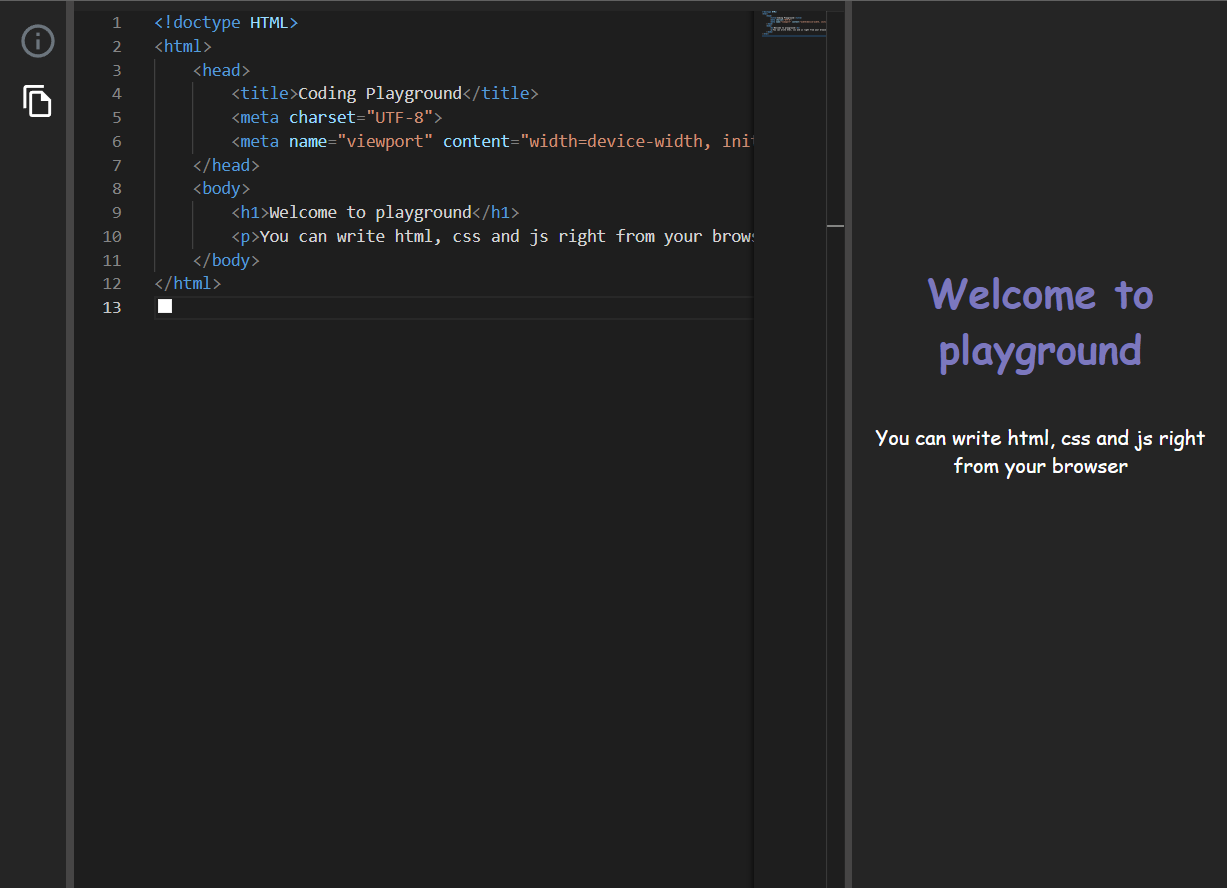 1 <!doctype HTML>
2 <html>
3 <head>
4 <title>Coding Playground</title>
5 <meta charset="UTF-8">
6 <meta name="viewport" content="width=device-width, init
7 </head>
8 <body>
9 <h1>Welcome to playground</h1>
10 <p>You can write html, css and js right from your brows
11 </body>
12 </html>
13
Welcome to
playground
You can write html, css and js right
from your browser